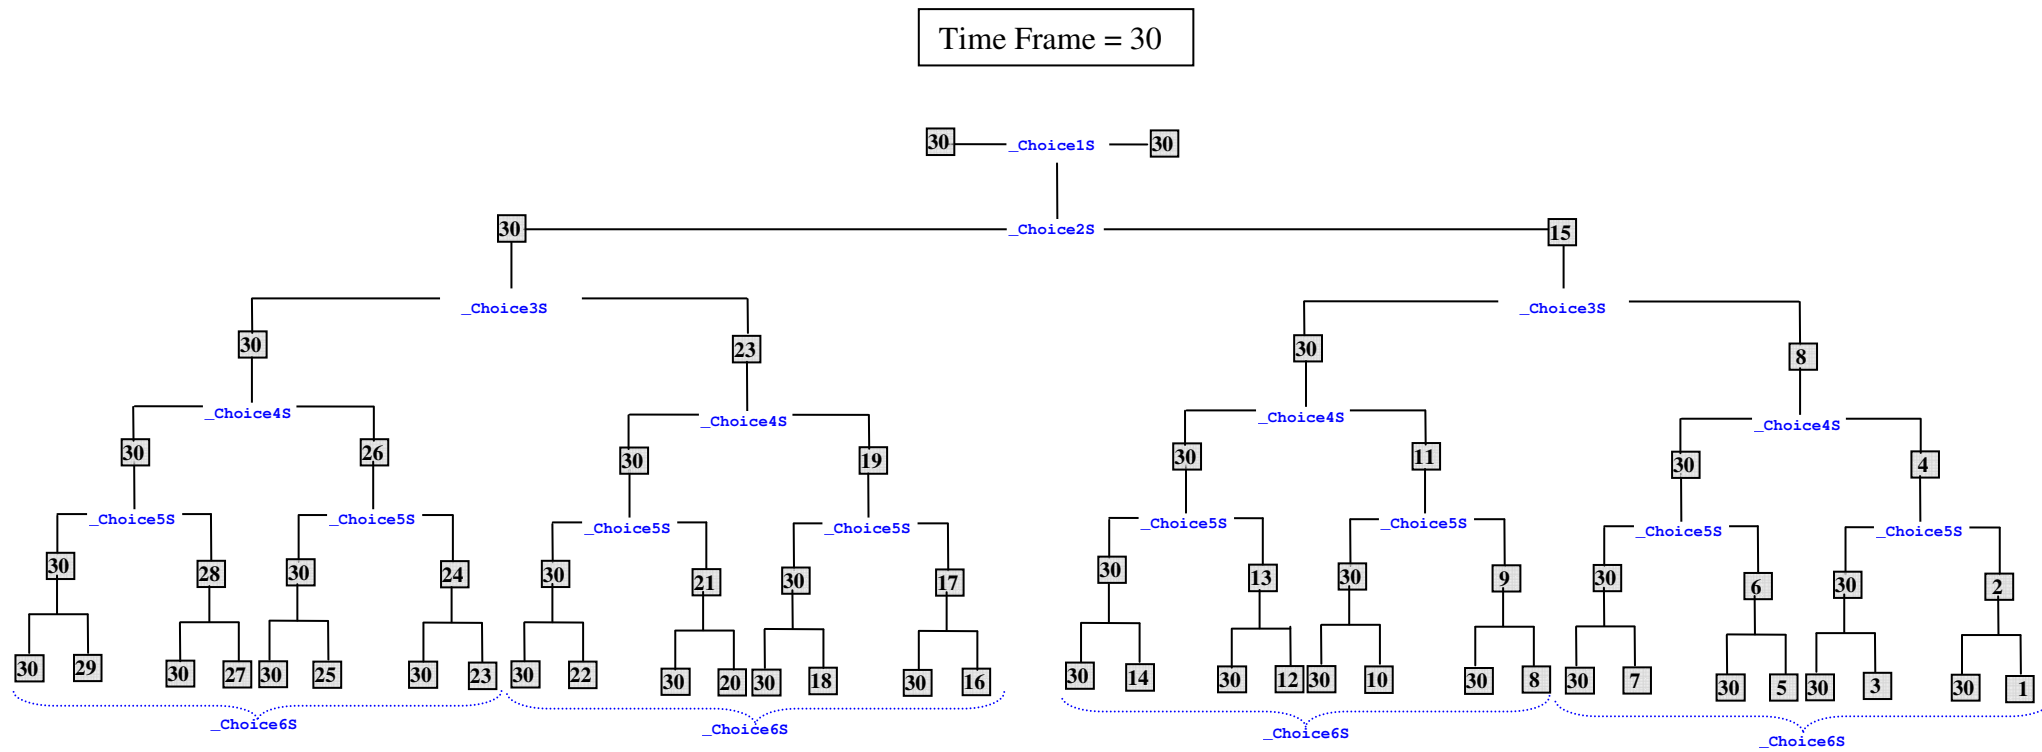 Time Frame = 30
30 _Choice1S 30
30 _Choice2S 15
_Choice3S _Choice3S
30 23 30 8
_Choice4S _Choice4S _Choice4S _Choice4S
30 26 30 19 30 11 30 4
_Choice5S _Choice5S _Choice5S _Choice5S _Choice5S _Choice5S _Choice5S _Choice5S
30 28 30 24 30 21 30 17 30 13 30 9 30 6 30 2
30 29 30 27 30 25 30 23 30 22 30 20 30 18 30 16 30 14 30 12 30 10 30 8 30 7 30 5 30 3 30 1
_Choice6S _Choice6S _Choice6S _Choice6S